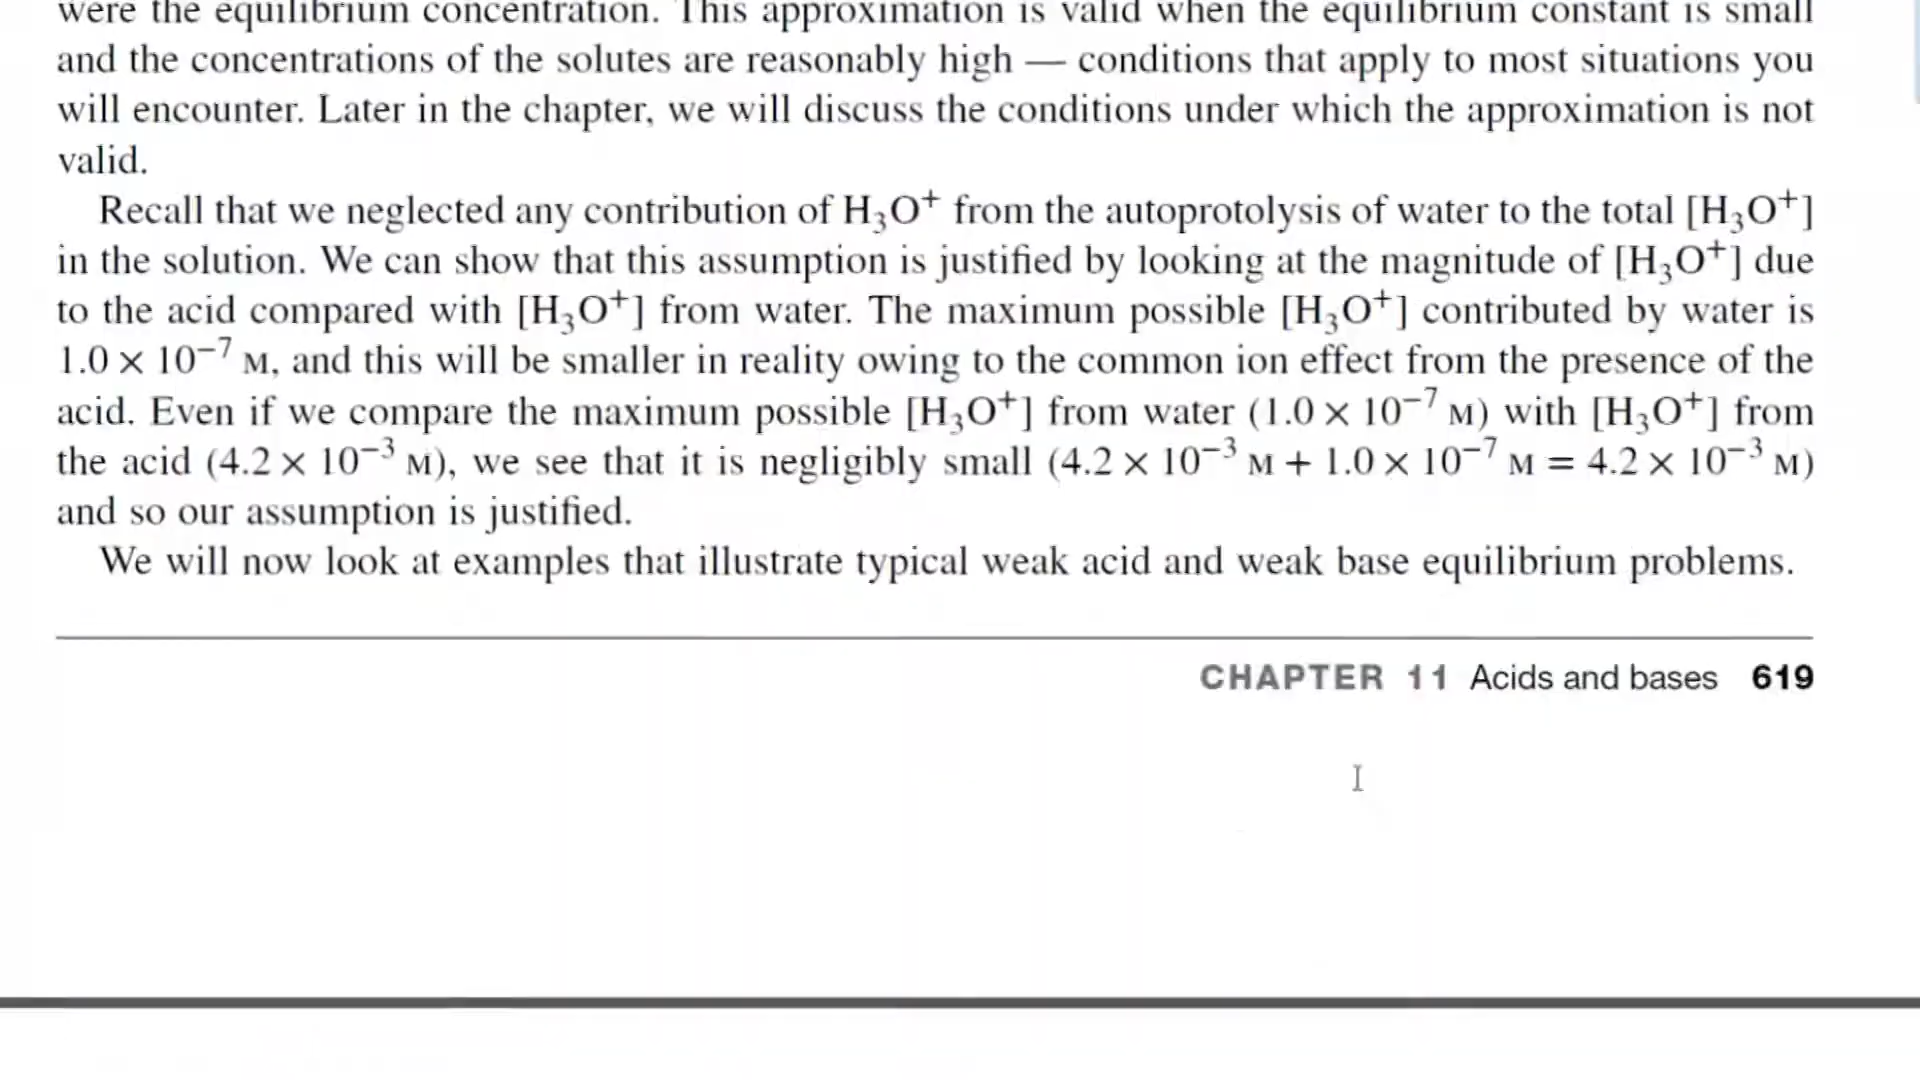 were the equilibrium concentration. This approximation is valid when the equilibrium constant is small
and the concentrations of the solutes are reasonably high — conditions that apply to most situations you
will encounter. Later in the chapter, we will discuss the conditions under which the approximation is not
valid.
Recall that we neglected any contribution of H₃O⁺ from the autoprotolysis of water to the total [H₃O⁺]
in the solution. We can show that this assumption is justified by looking at the magnitude of [H₃O⁺] due
to the acid compared with [H₃O⁺] from water. The maximum possible [H₃O⁺] contributed by water is
1.0 × 10⁻⁷ M, and this will be smaller in reality owing to the common ion effect from the presence of the
acid. Even if we compare the maximum possible [H₃O⁺] from water (1.0 × 10⁻⁷ M) with [H₃O⁺] from
the acid (4.2 × 10⁻³ M), we see that it is negligibly small (4.2 × 10⁻³ M + 1.0 × 10⁻⁷ M = 4.2 × 10⁻³ M)
and so our assumption is justified.
We will now look at examples that illustrate typical weak acid and weak base equilibrium problems.
CHAPTER 11 Acids and bases 619